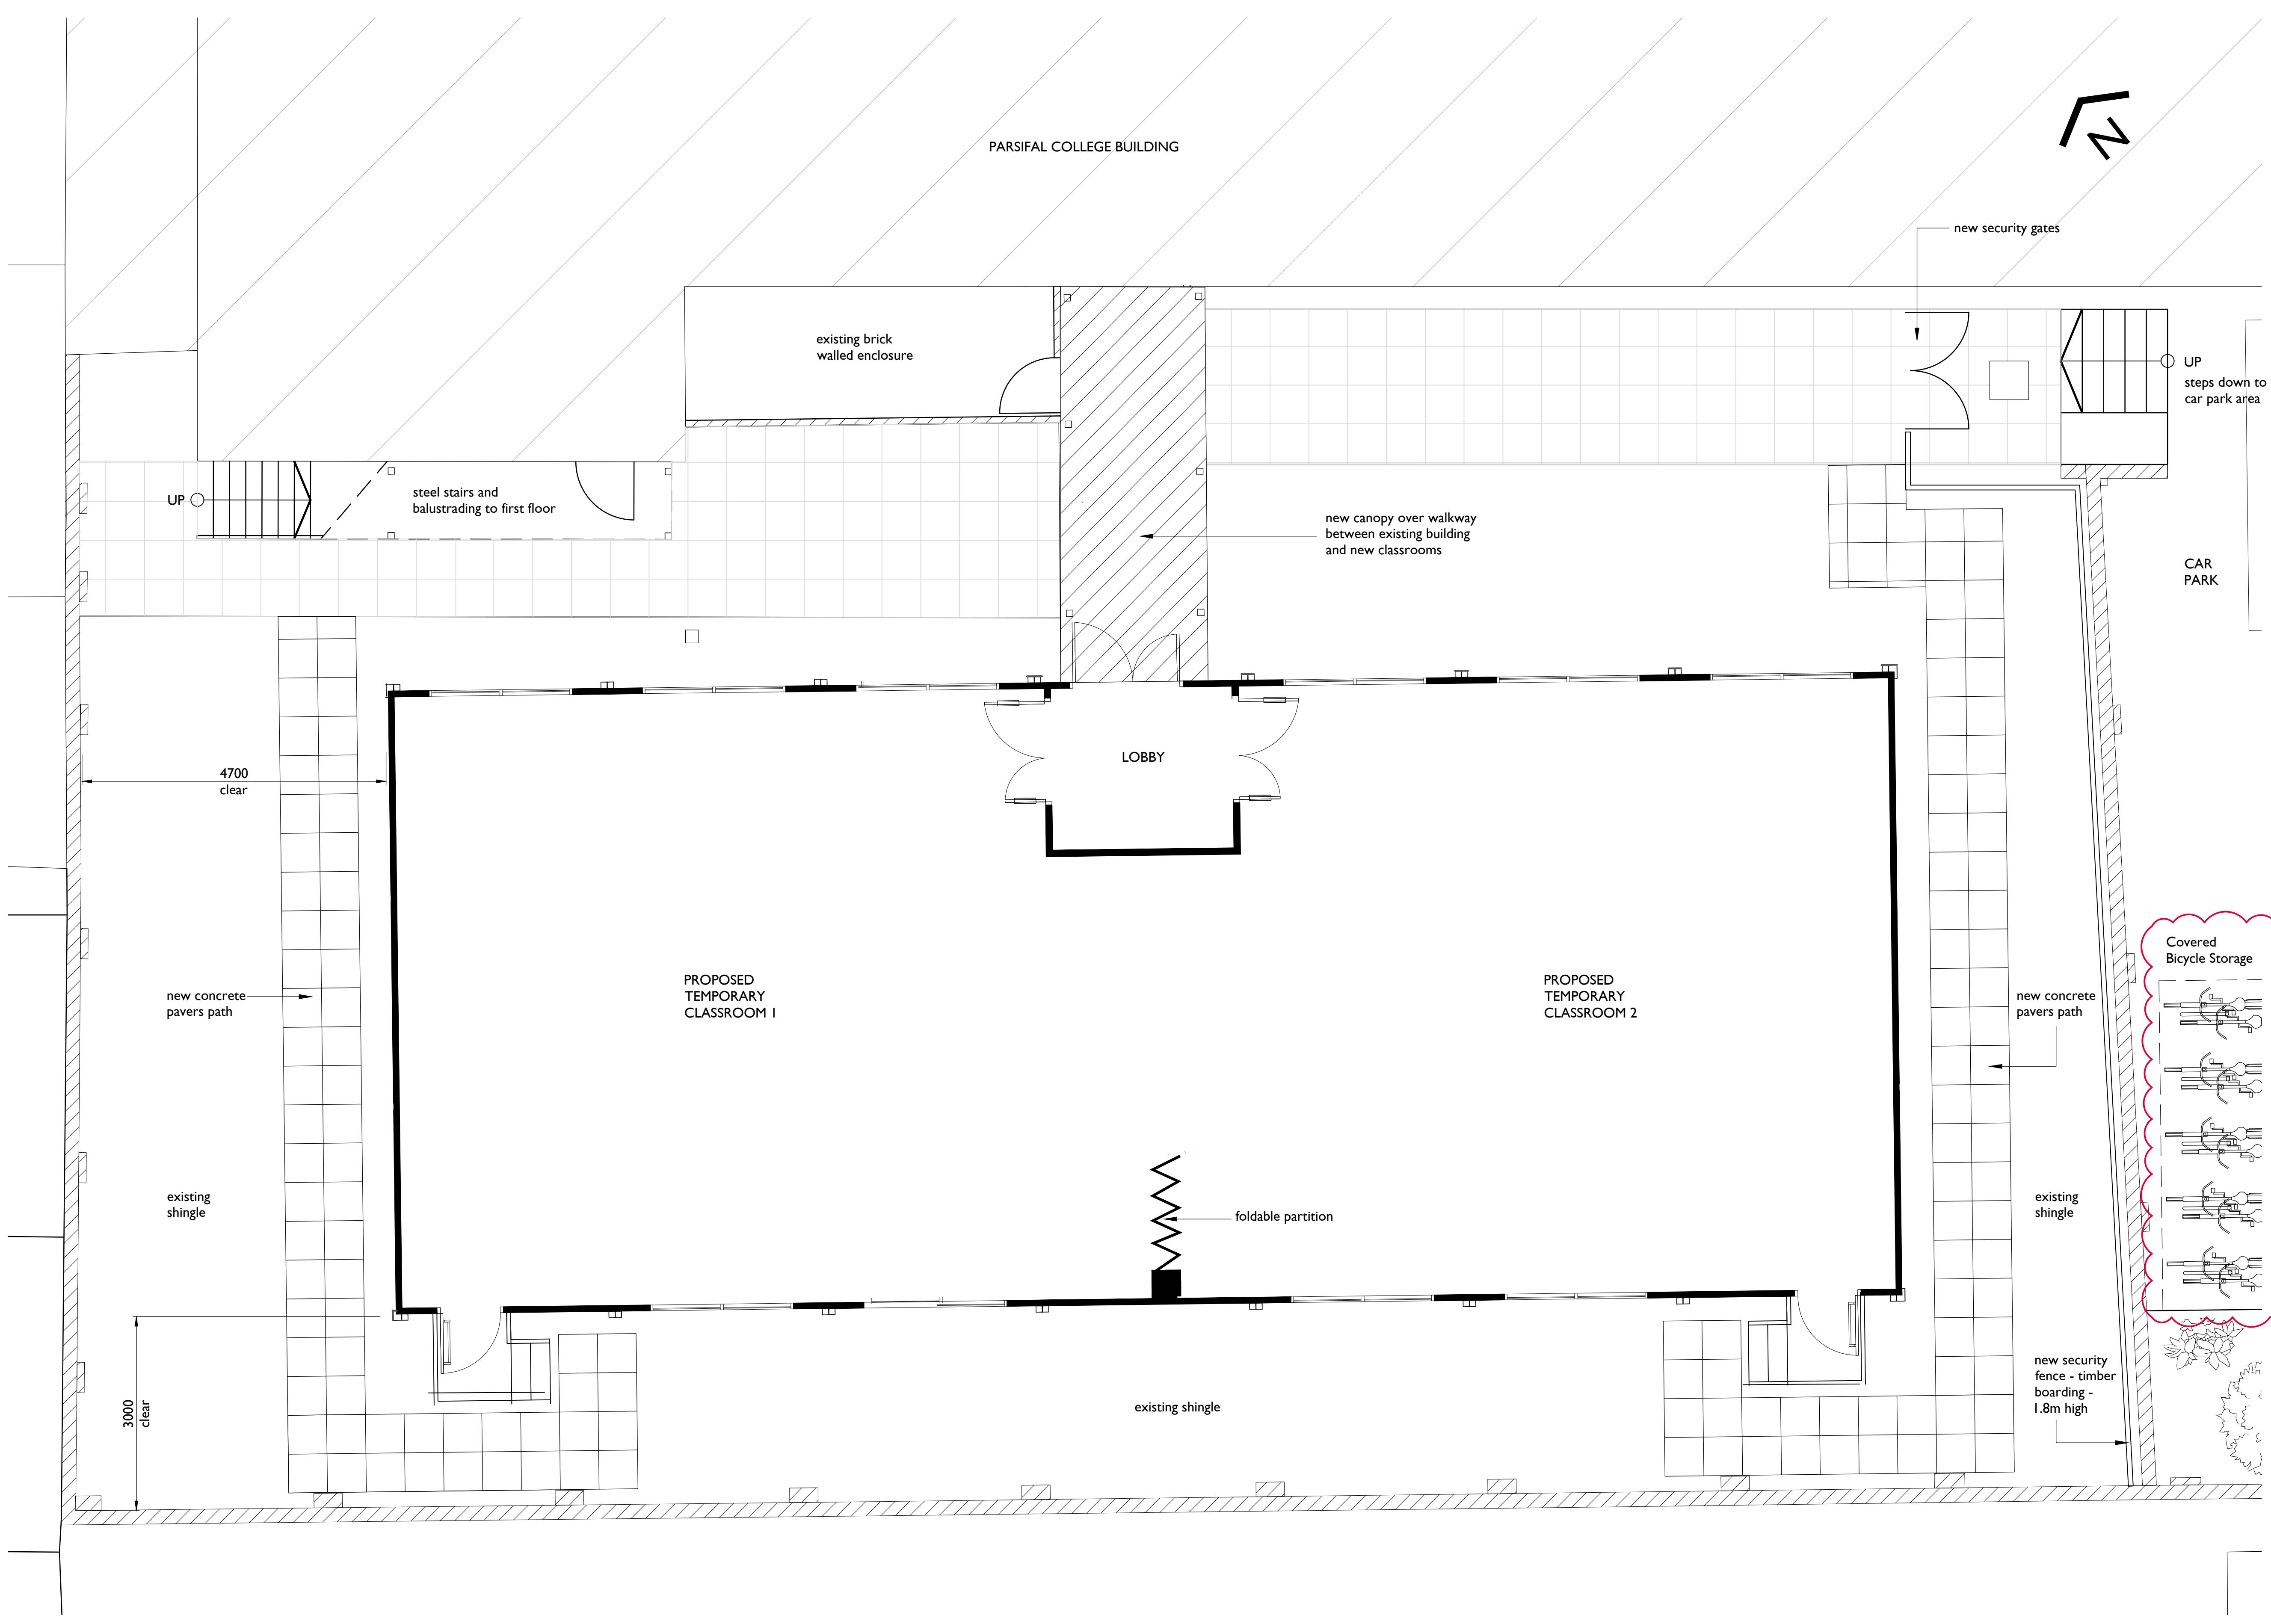 PARSIFAL COLLEGE BUILDING
N
new security gates
existing brick
walled enclosure
UP
steps down to
car park area
UP
steel stairs and
balustrading to first floor
new canopy over walkway
between existing building
and new classrooms
CAR
PARK
LOBBY
4700
clear
Covered
Bicycle Storage
PROPOSED
TEMPORARY
CLASSROOM 1
PROPOSED
TEMPORARY
CLASSROOM 2
new concrete
pavers path
new concrete
pavers path
existing
shingle
existing
shingle
foldable partition
new security
fence - timber
boarding -
1.8m high
3000
clear
existing shingle